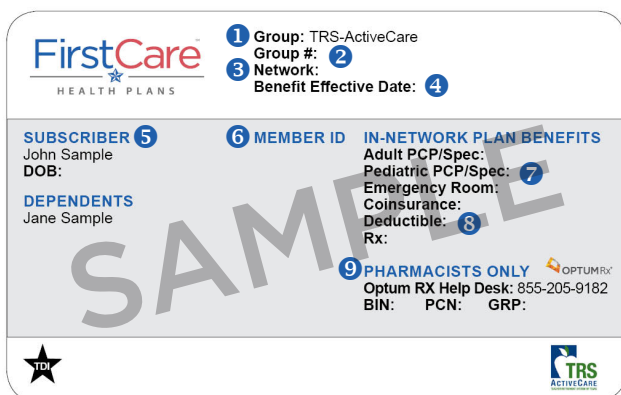 FirstCare
HEALTH PLANS
1 Group: TRS-ActiveCare
Group #: 2
3 Network:
Benefit Effective Date: 4
SUBSCRIBER 5
John Sample
DOB:
DEPENDENTS
Jane Sample
6 MEMBER ID
IN-NETWORK PLAN BENEFITS
Adult PCP/Spec:
Pediatric PCP/Spec: 7
Emergency Room:
Coinsurance:
Deductible: 8
Rx:
SAMPLE
9 PHARMACISTS ONLY OPTUMRx®
Optum RX Help Desk: 855-205-9182
BIN: PCN: GRP:
TDI
TRS
ACTIVECARE